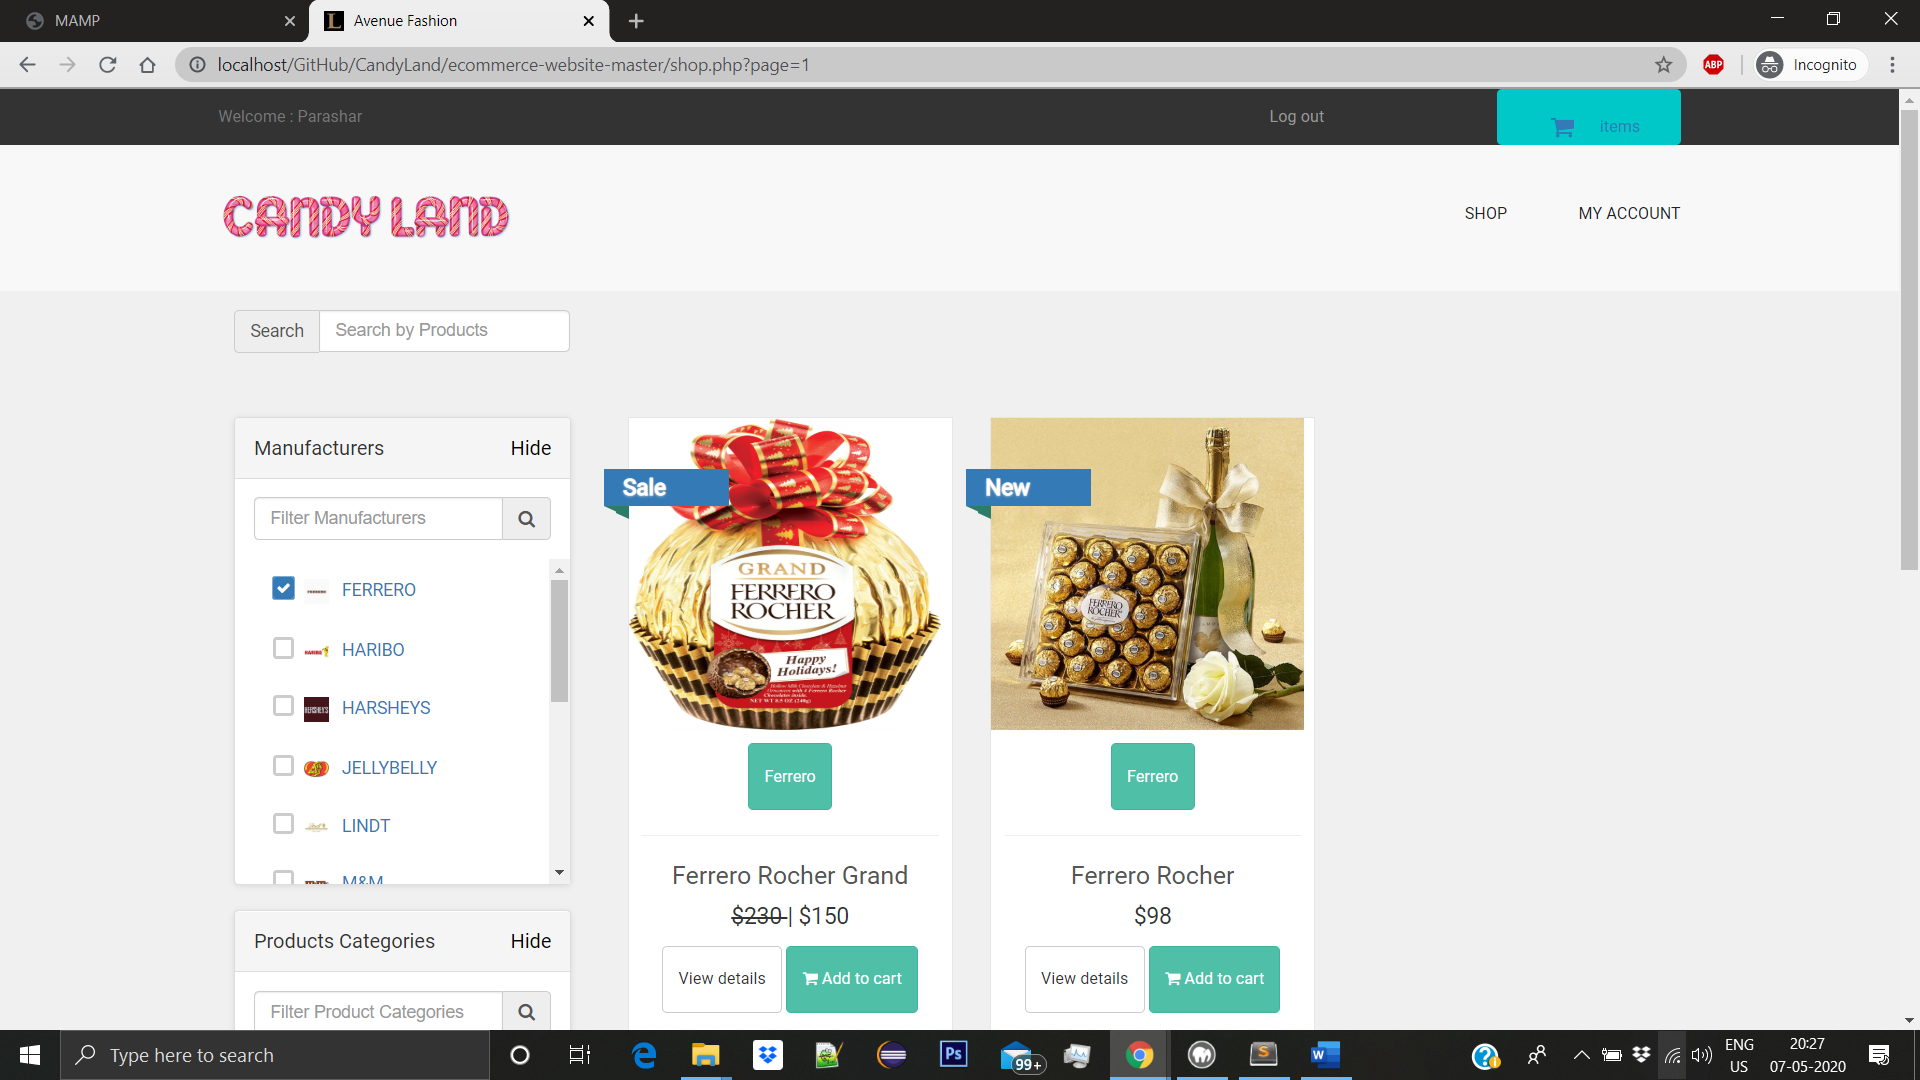 MAMP
Avenue Fashion
localhost/GitHub/CandyLand/ecommerce-website-master/shop.php?page=1
ABP
Incognito
Welcome : Parashar
Log out
items
CANDY LAND
SHOP
MY ACCOUNT
Search
Search by Products
Manufacturers
Hide
Filter Manufacturers
FERRERO
HARIBO
HARSHEYS
JELLYBELLY
LINDT
M&M
Products Categories
Hide
Filter Product Categories
Sale
GRAND
FERRERO
ROCHER
Happy
Holidays!
Ferrero
Ferrero Rocher Grand
$230 | $150
View details
Add to cart
New
FERRERO
ROCHER
Ferrero
Ferrero Rocher
$98
View details
Add to cart
Type here to search
Ps
99+
ENG
US
20:27
07-05-2020